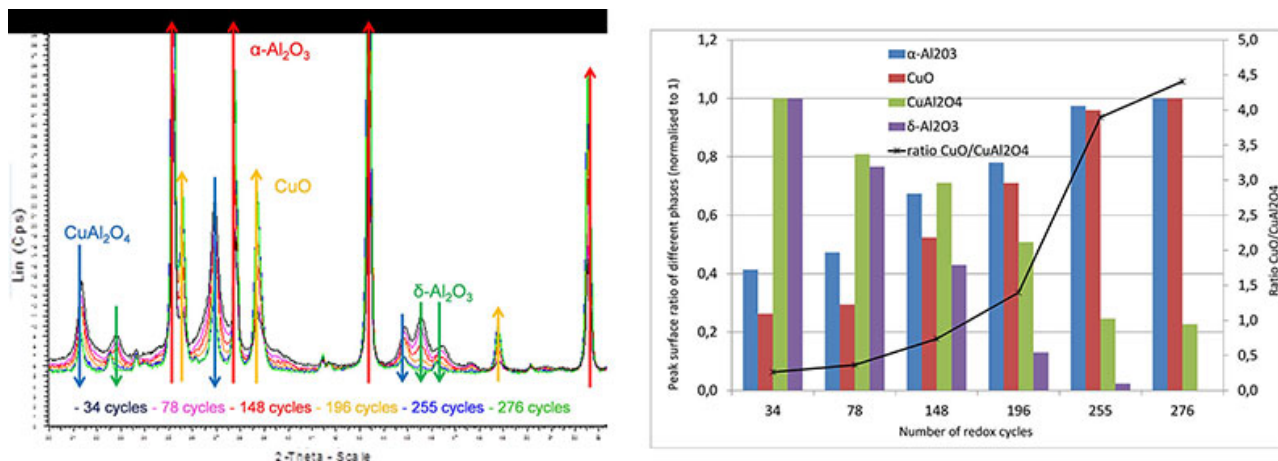 α-Al₂O₃
CuO
CuAl₂O₄
δ-Al₂O₃
Lin (Cps)
- 34 cycles - 78 cycles - 148 cycles - 196 cycles - 255 cycles - 276 cycles
2-Theta - Scale
1,2
1,0
0,8
0,6
0,4
0,2
0,0
Peak surface ratio of different phases (normalised to 1)
α-Al203
CuO
CuAl2O4
δ-Al2O3
ratio CuO/CuAl2O4
5,0
4,5
4,0
3,5
3,0
2,5
2,0
1,5
1,0
0,5
0,0
Ratio CuO/CuAl2O4
34 78 148 196 255 276
Number of redox cycles